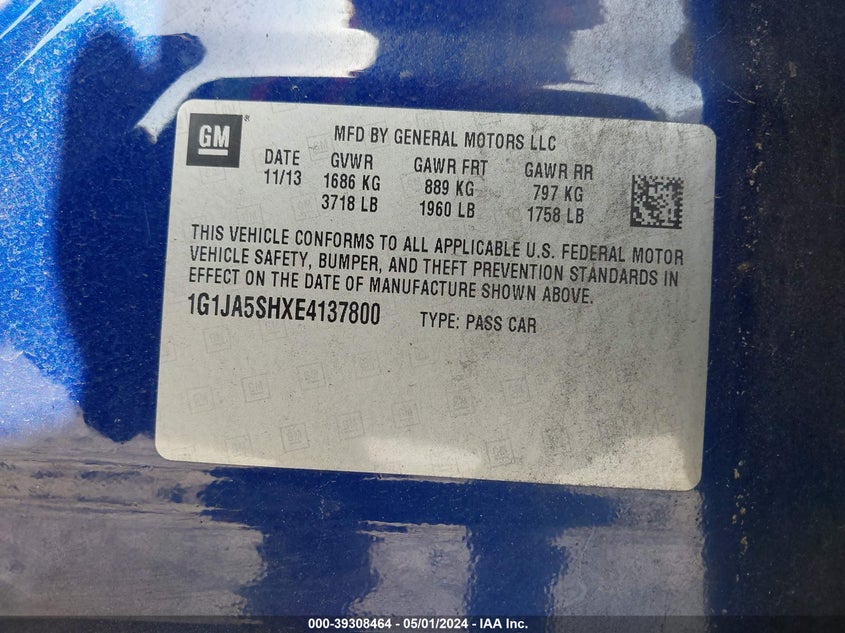 GM ®
MFD BY GENERAL MOTORS LLC
DATE GVWR GAWR FRT GAWR RR
11/13 1686 KG 889 KG 797 KG
3718 LB 1960 LB 1758 LB
THIS VEHICLE CONFORMS TO ALL APPLICABLE U.S. FEDERAL MOTOR
VEHICLE SAFETY, BUMPER, AND THEFT PREVENTION STANDARDS IN
EFFECT ON THE DATE OF MANUFACTURE SHOWN ABOVE.
1G1JA5SHXE4137800 TYPE: PASS CAR
000-39308464 - 05/01/2024 - IAA Inc.